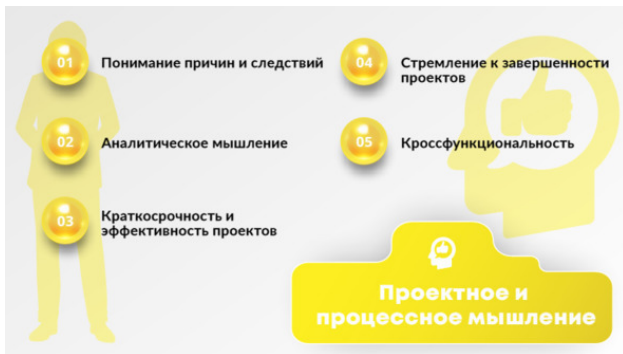 01
Понимание причин и следствий
02
Аналитическое мышление
03
Краткосрочность и
эффективность проектов
04
Стремление к завершенности
проектов
05
Кроссфункциональность
Проектное и
процессное мышление